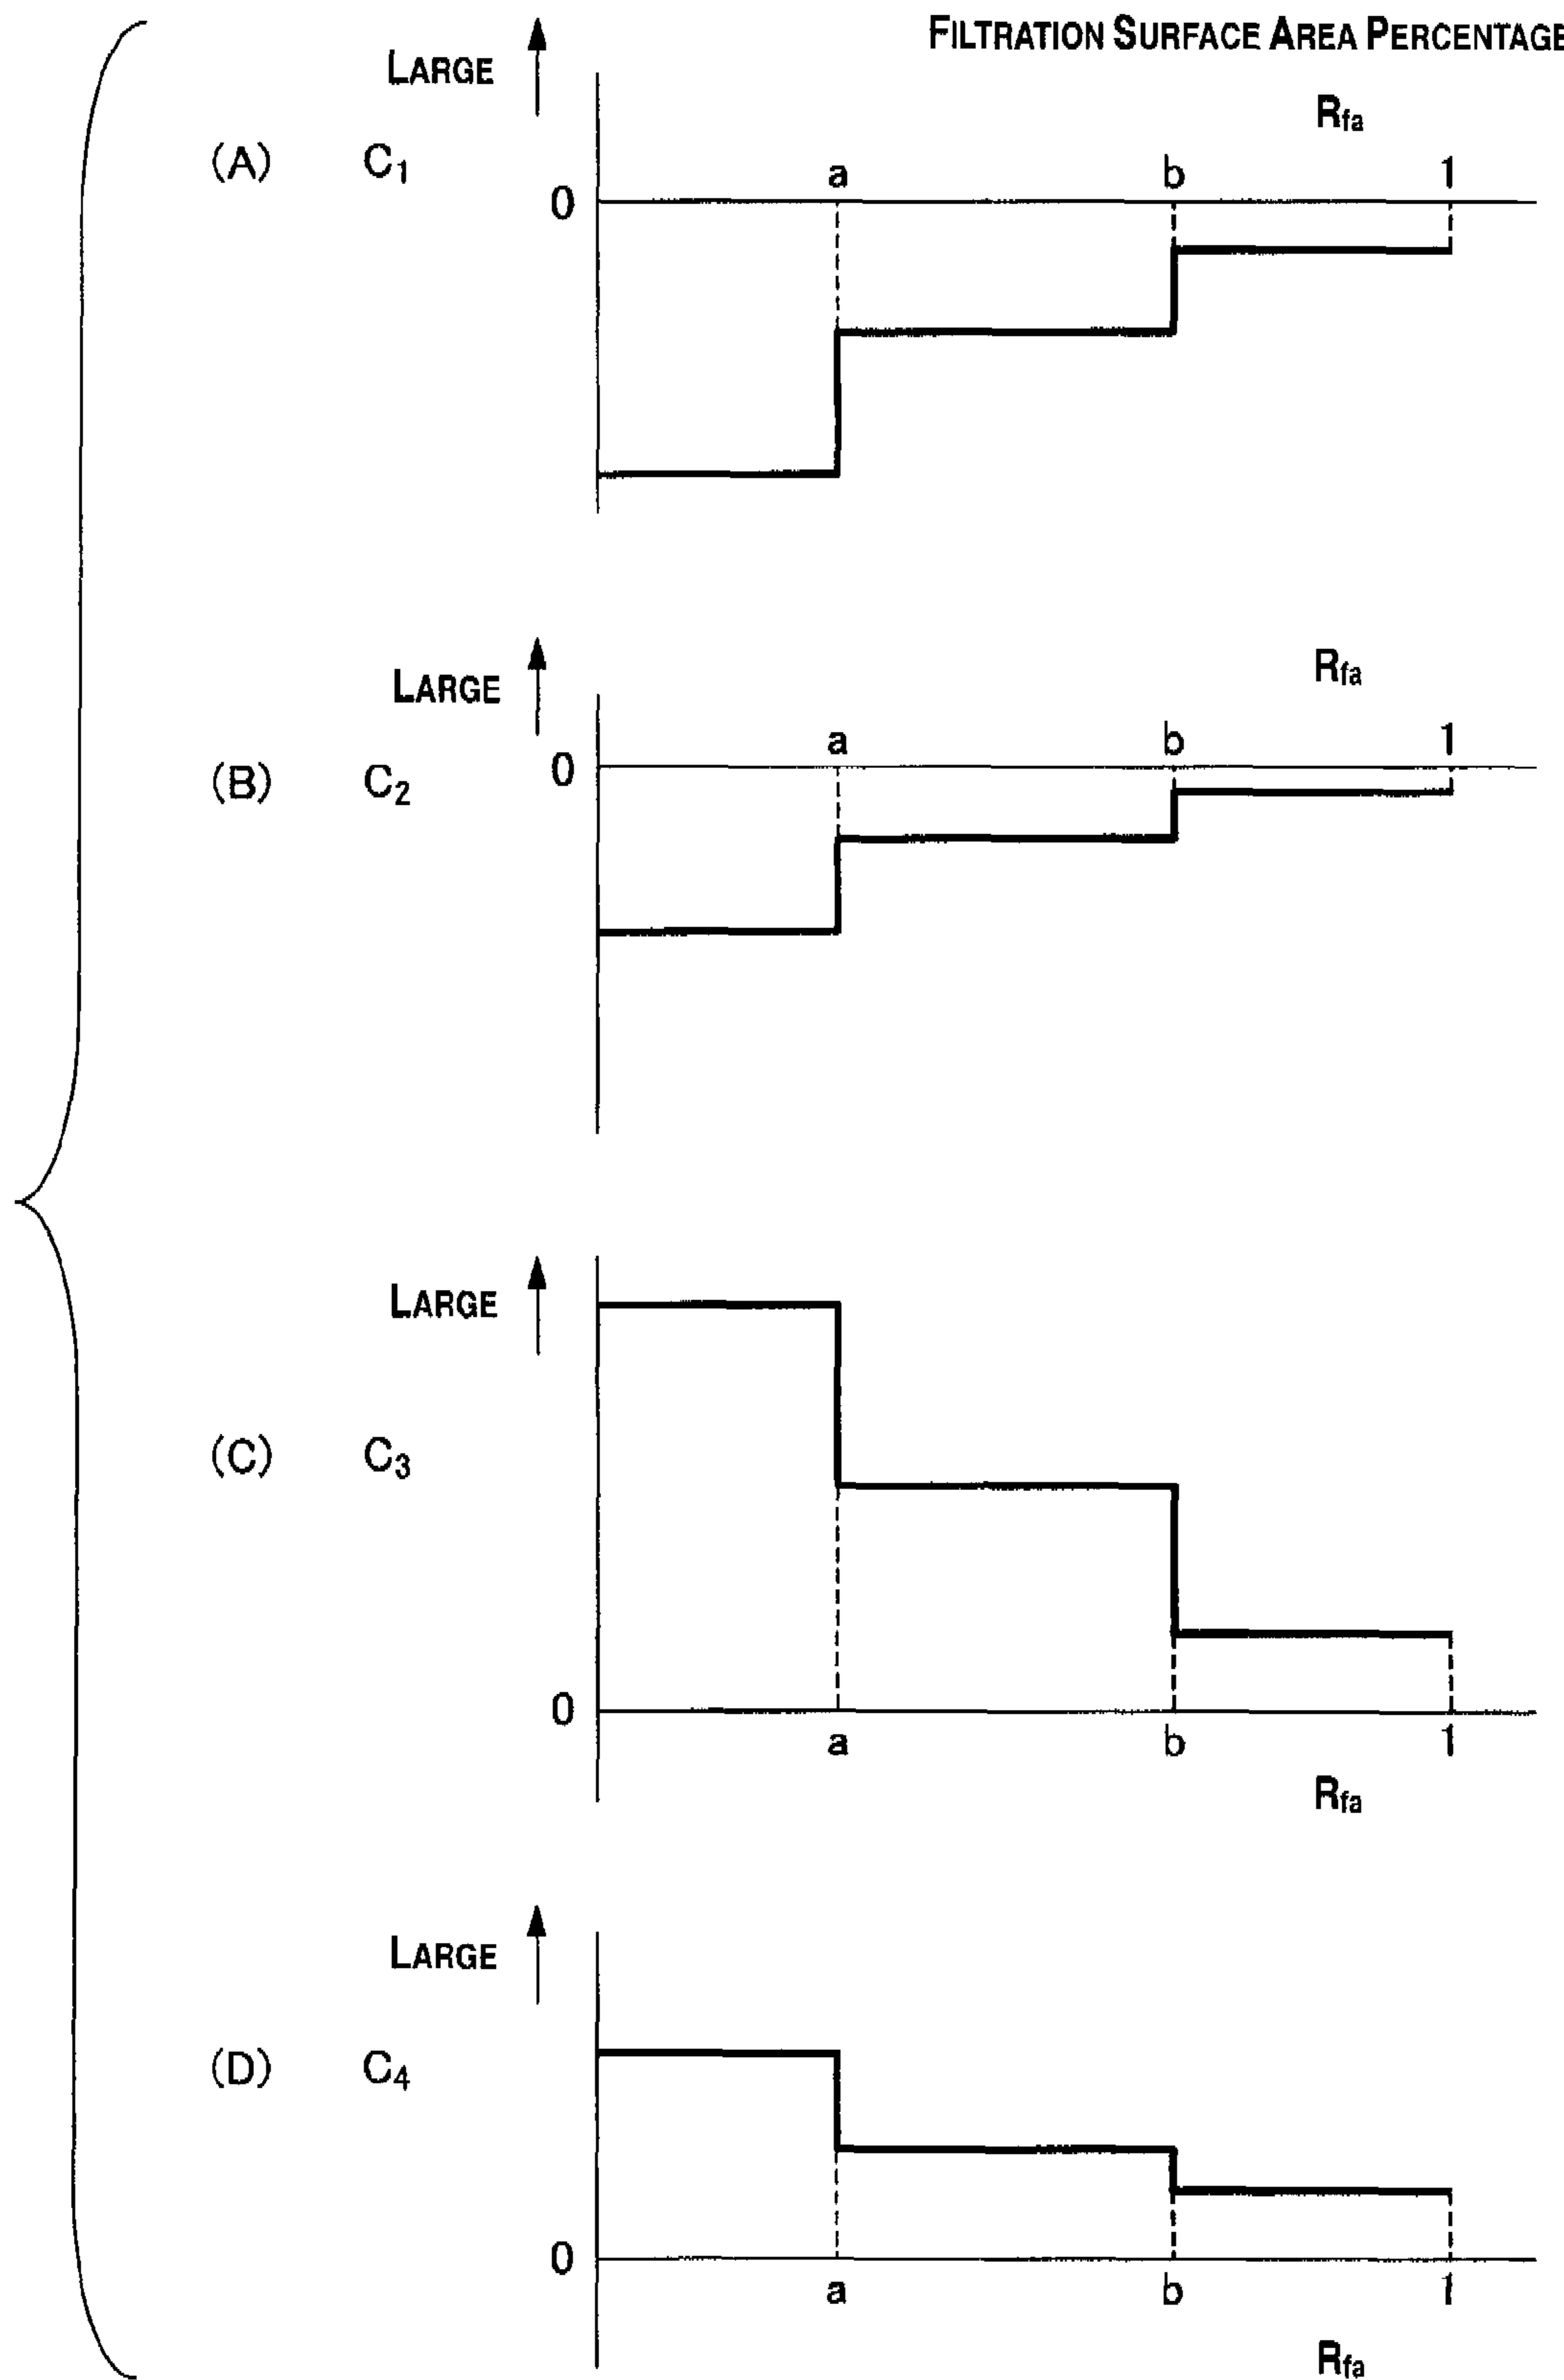 FILTRATION SURFACE AREA PERCENTAGE
LARGE
Rfa
(A) C1
a b 1
0
Rfa
LARGE
a b 1
0
(B) C2
LARGE
(C) C3
0
a b 1
Rfa
LARGE
(D) C4
0
a b 1
Rfa